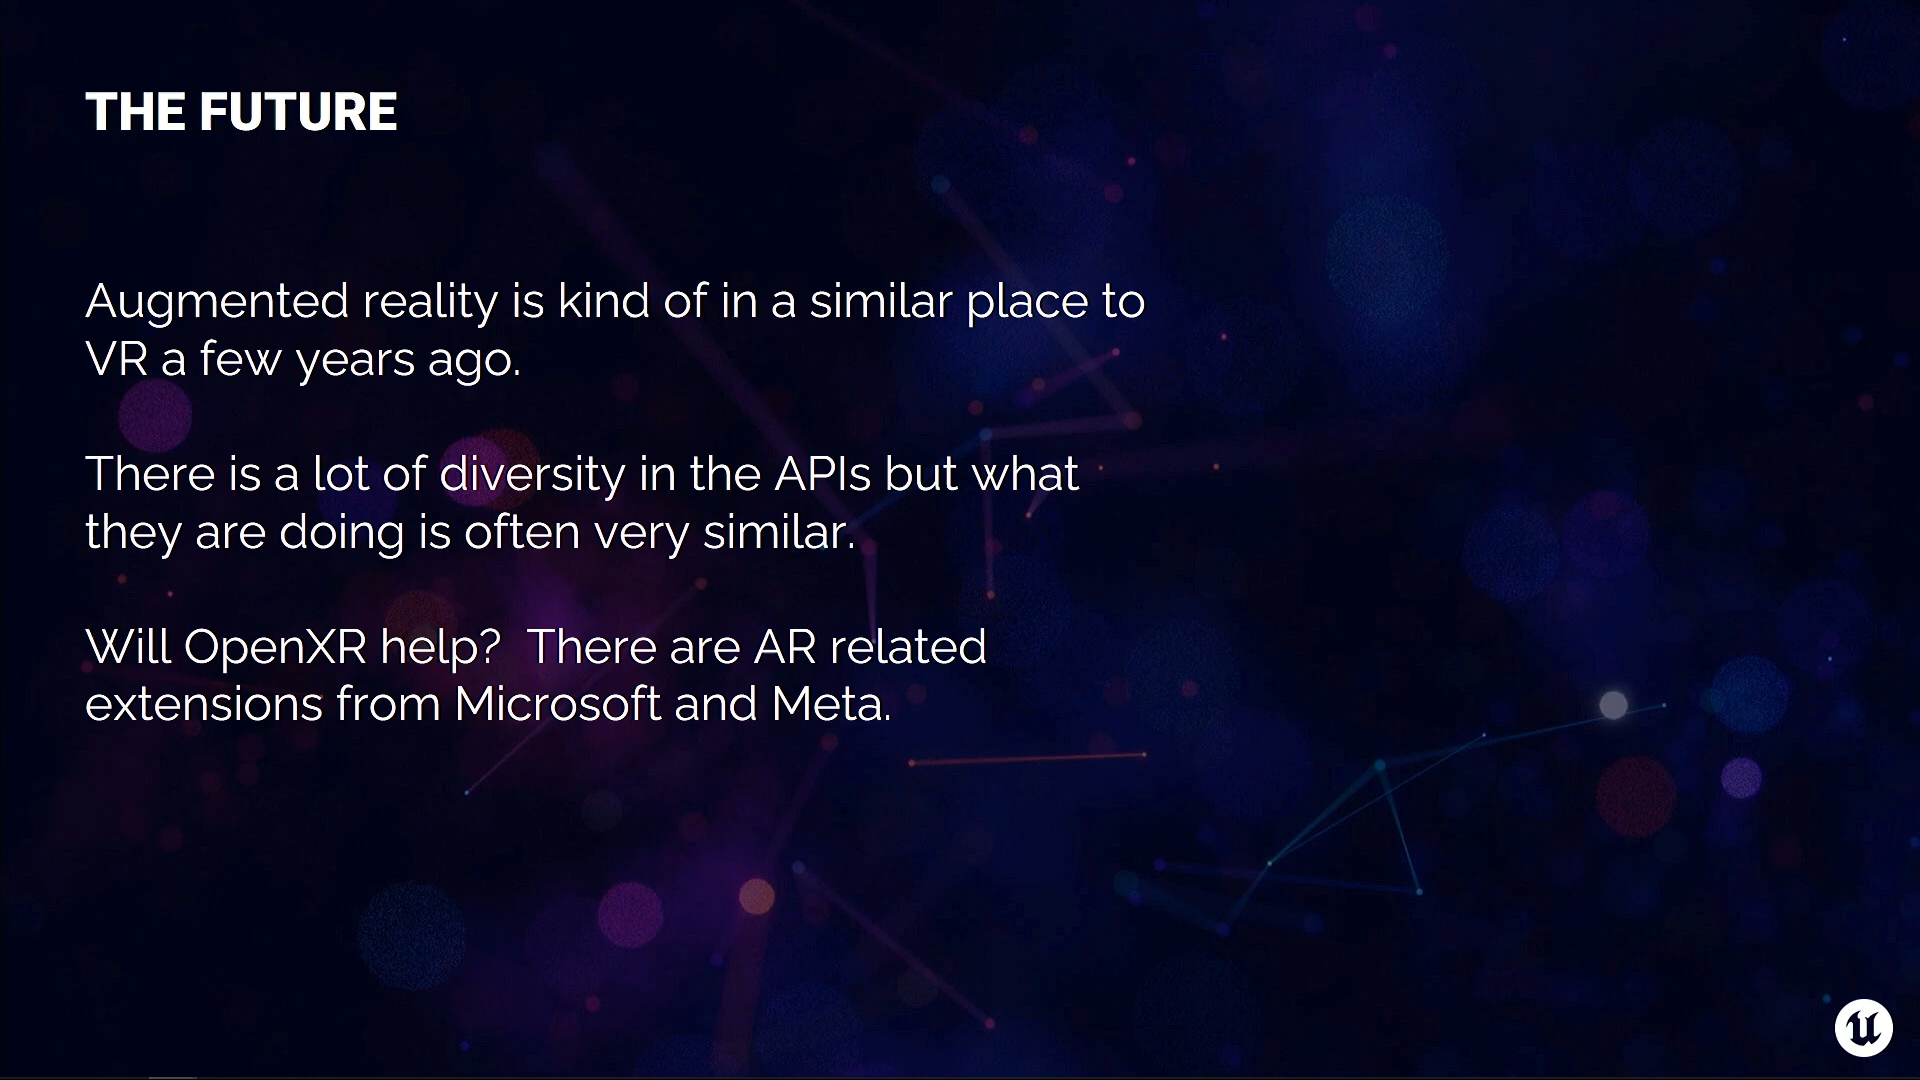 THE FUTURE
Augmented reality is kind of in a similar place to
VR a few years ago.
There is a lot of diversity in the APIs but what
they are doing is often very similar.
Will OpenXR help?  There are AR related
extensions from Microsoft and Meta.